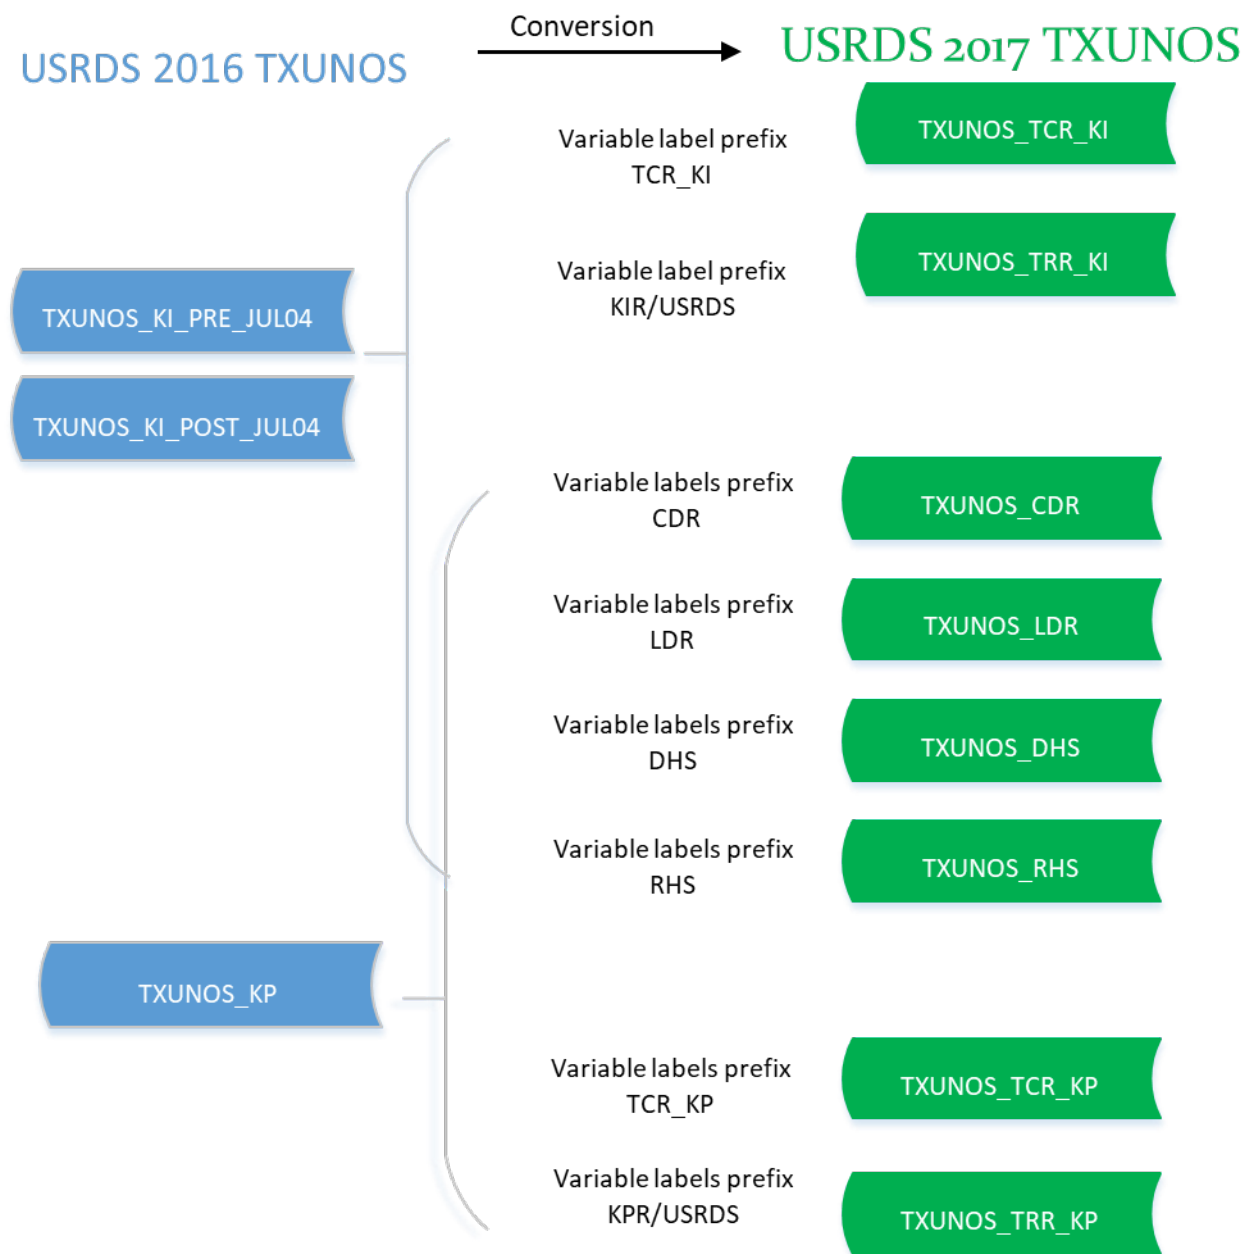 Conversion
USRDS 2016 TXUNOS
USRDS 2017 TXUNOS
Variable label prefix
TCR_KI
TXUNOS_TCR_KI
Variable label prefix
KIR/USRDS
TXUNOS_TRR_KI
TXUNOS_KI_PRE_JUL04
TXUNOS_KI_POST_JUL04
Variable labels prefix
CDR
TXUNOS_CDR
Variable labels prefix
LDR
TXUNOS_LDR
Variable labels prefix
DHS
TXUNOS_DHS
Variable labels prefix
RHS
TXUNOS_RHS
TXUNOS_KP
Variable labels prefix
TCR_KP
TXUNOS_TCR_KP
Variable labels prefix
KPR/USRDS
TXUNOS_TRR_KP